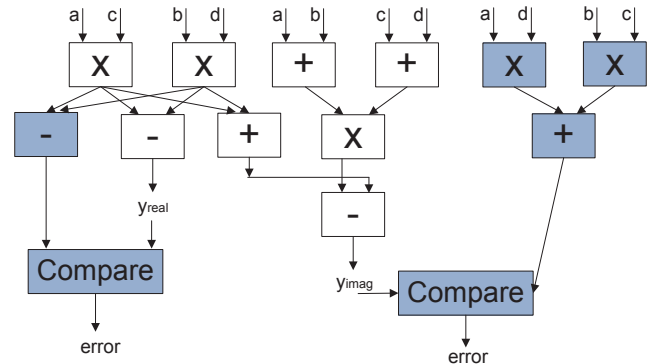 a c b d a b c d a d b c
x x + + x x
- - + x +
-
yreal
Compare
yimag
Compare
error
error